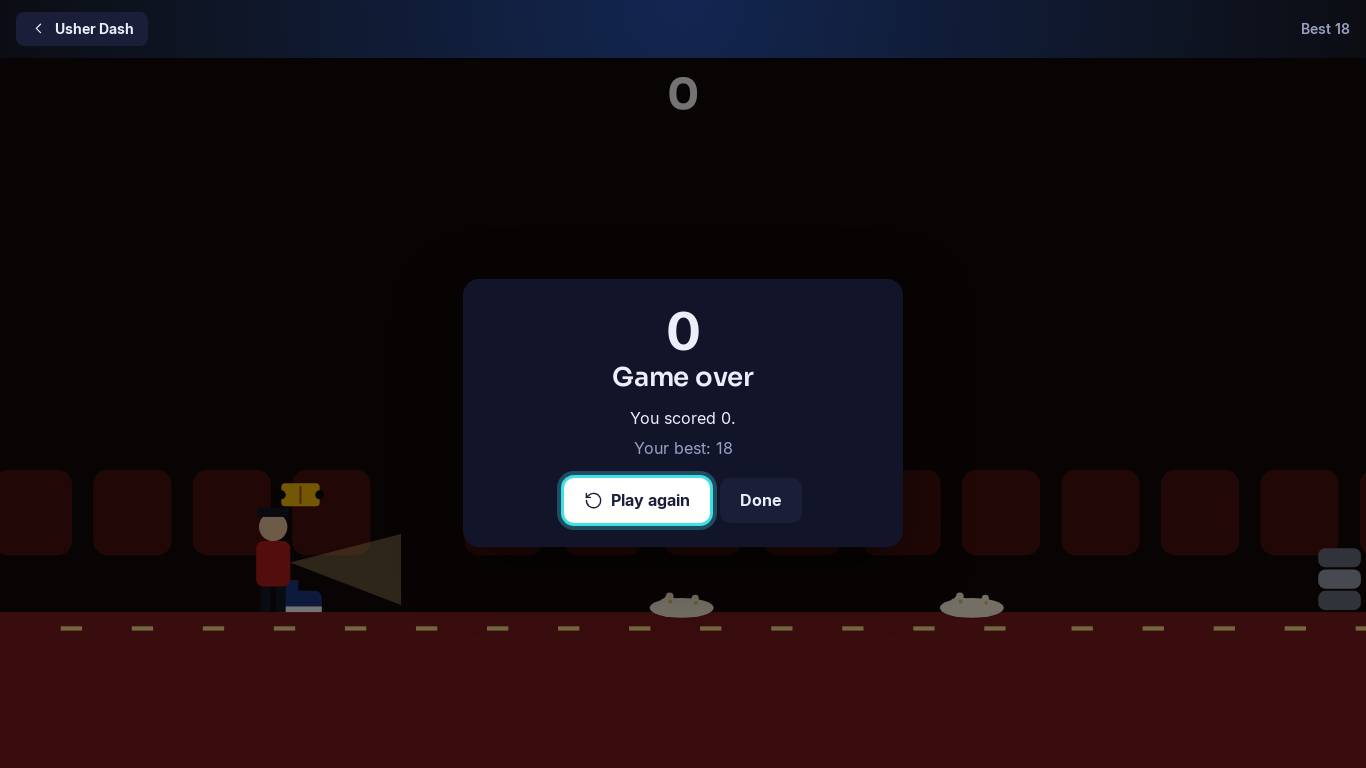 Usher Dash
Best 18
0
0
Game over
You scored 0.
Your best: 18
Play again
Done